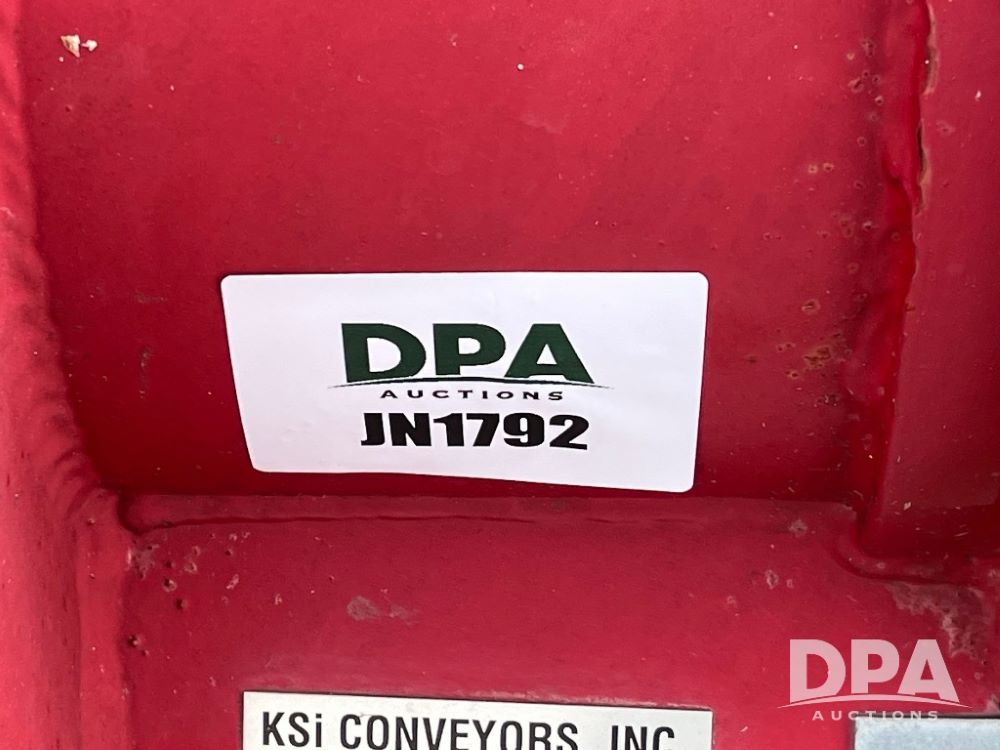 DPA
AUCTIONS
JN1792
KSi CONVEYORS, INC.
DPA
AUCTIONS